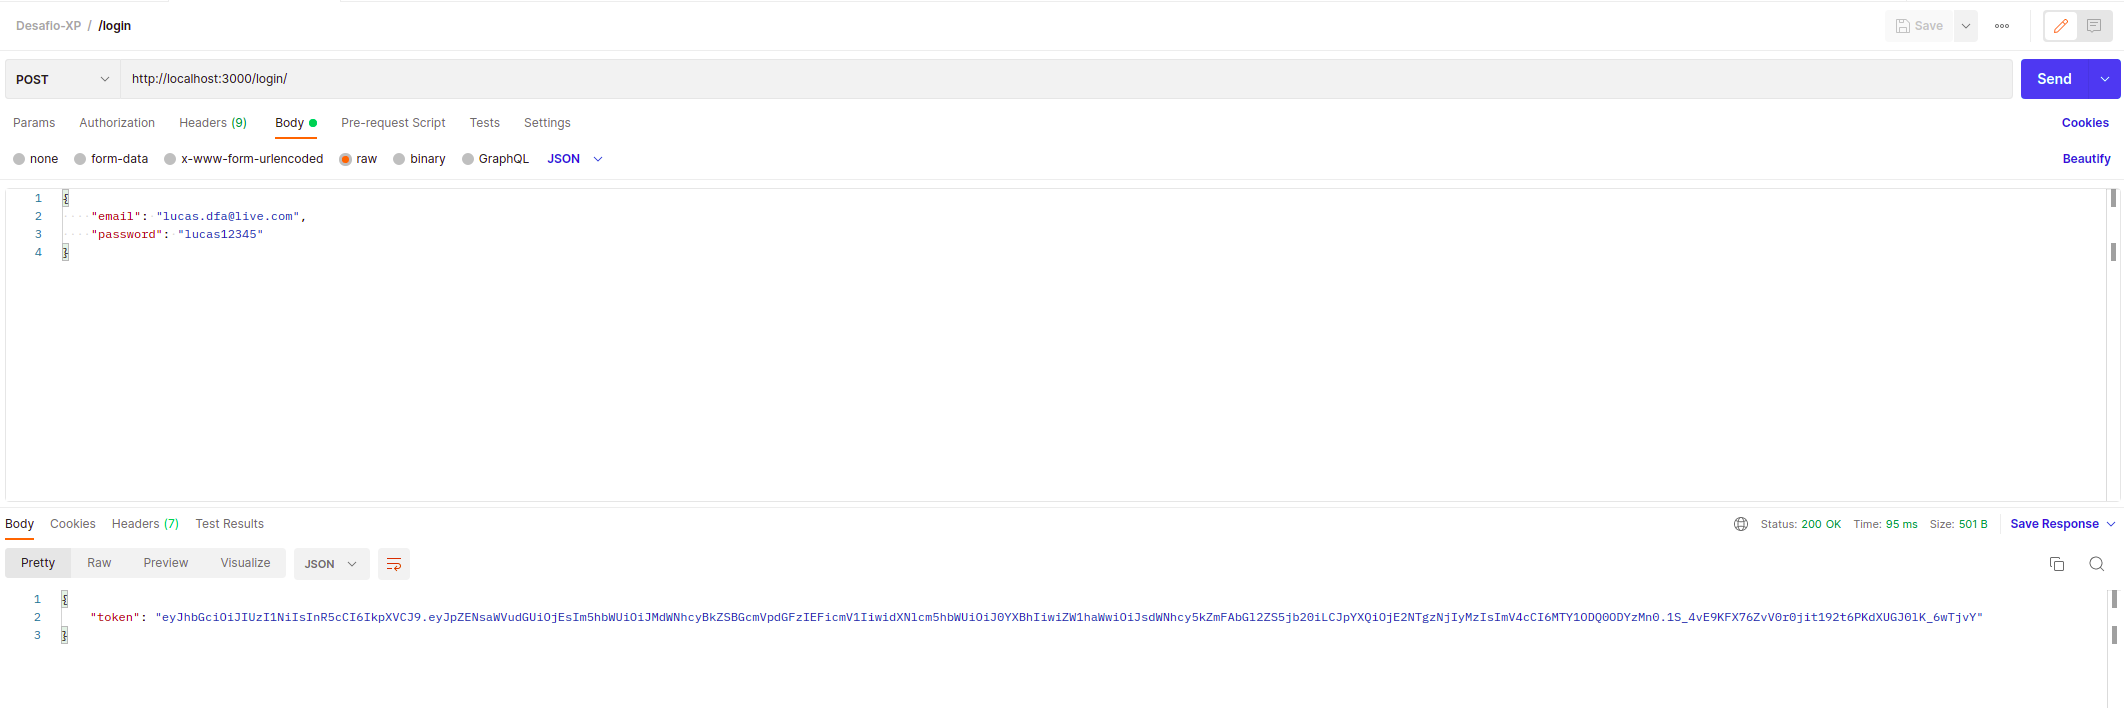 Desafio-XP / /login
Save
POST http://localhost:3000/login/ Send
Params Authorization Headers (9) Body Pre-request Script Tests Settings Cookies
none form-data x-www-form-urlencoded raw binary GraphQL JSON Beautify
1 {
2 "email": "lucas.dfa@live.com",
3 "password": "lucas12345"
4 }
Body Cookies Headers (7) Test Results Status: 200 OK Time: 95 ms Size: 501 B Save Response
Pretty Raw Preview Visualize JSON
1 {
2 "token": "eyJhbGciOiJIUzI1NiIsInR5cCI6IkpXVCJ9.eyJpZENsaWVudGUiOjEsIm5hbWUiOiJMdWNhcyBkZSBGcmVpdGFzIEFicmV1IiwidXNlcm5hbWUiOiJ0YXBhIiwiZW1haWwiOiJsdWNhcy5kZmFAbGl2ZS5jb20iLCJpYXQiOjE2NTgzNjIyMzIsImV4cCI6MTY1ODQ0ODYzMn0.1S_4vE9KFX76ZvV0r0jit192t6PKdXUGJ0lK_6wTjvY"
3 }